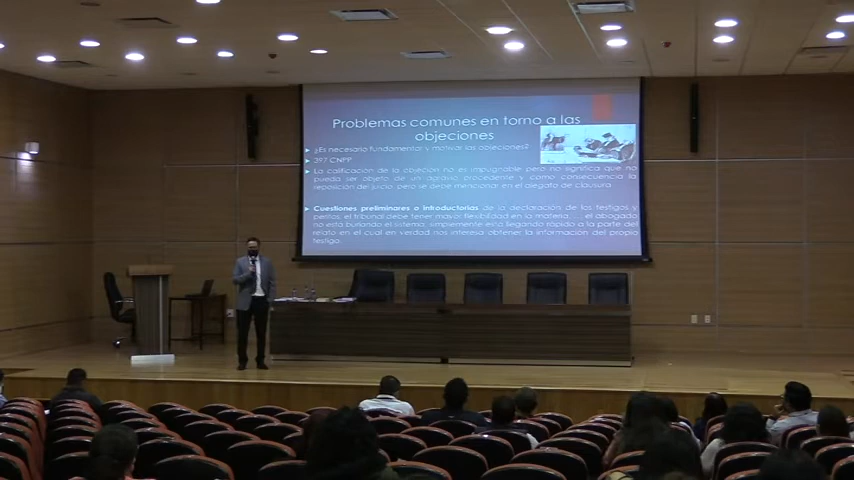 Problemas comunes en torno a las
objeciones
¿Es necesario fundamentar y motivar las objeciones?
397 CNPP
La calificación de la objeción no es impugnable pero no significa que no
pueda ser objeto de un agravio procedente y como consecuencia la
reposición del juicio, pero se debe mencionar en el alegato de clausura.
Cuestiones preliminares o introductorias de la declaración de los testigos y
peritos; el tribunal debe tener mayor flexibilidad en la materia..... el abogado
no esta burlando el sistema, simplemente esta llegando rápido a la parte del
relato en el cual en verdad nos interesa obtener la información del propio
testigo.